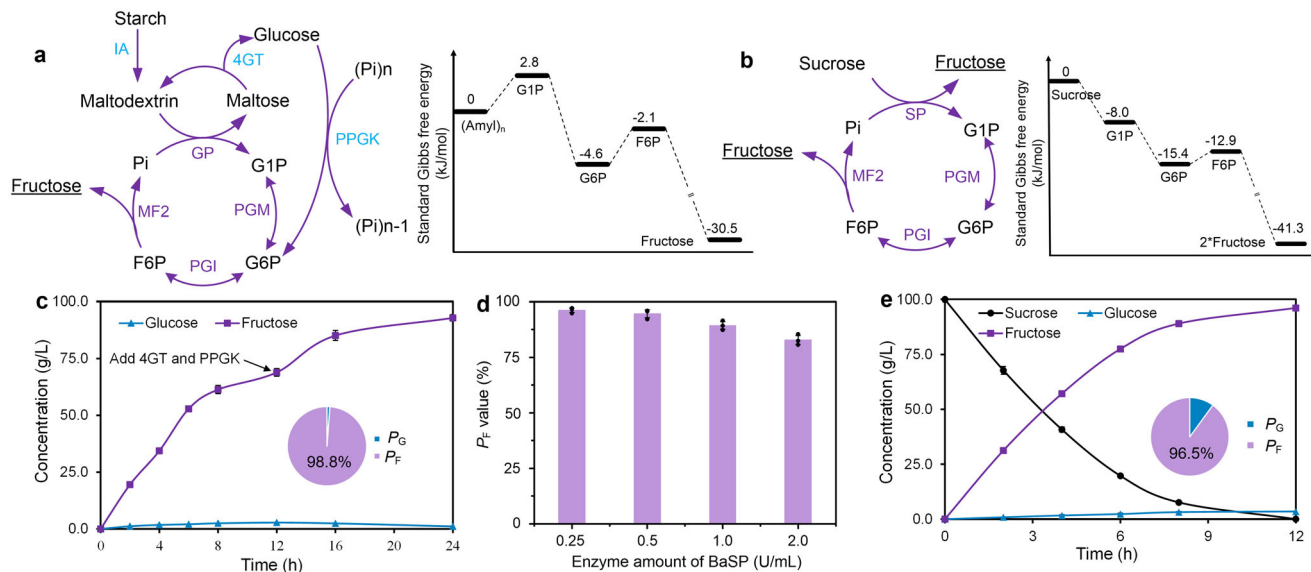 a
Starch
IA
Glucose
4GT
(Pi)n
Maltodextrin
Maltose
PPGK
GP
Pi
G1P
Fructose
MF2
PGM
(Pi)n-1
F6P
PGI
G6P
Standard Gibbs free energy
(kJ/mol)
0
(Amyl)n
2.8
G1P
-4.6
G6P
-2.1
F6P
-30.5
Fructose
b
Sucrose
Fructose
SP
Pi
G1P
Fructose
MF2
PGM
F6P
PGI
G6P
Standard Gibbs free energy
(kJ/mol)
0
Sucrose
-8.0
G1P
-15.4
G6P
-12.9
F6P
-41.3
2*Fructose
c
Concentration (g/L)
100.0
75.0
50.0
25.0
0.0
Glucose
Fructose
Add 4GT and PPGK
98.8%
PG
PF
0 4 8 12 16 20 24
Time (h)
d
PF value (%)
100
75
50
25
0
0.25 0.5 1.0 2.0
Enzyme amount of BaSP (U/mL)
e
Concentration (g/L)
100.0
75.0
50.0
25.0
0.0
Sucrose
Glucose
Fructose
96.5%
PG
PF
0 3 6 9 12
Time (h)